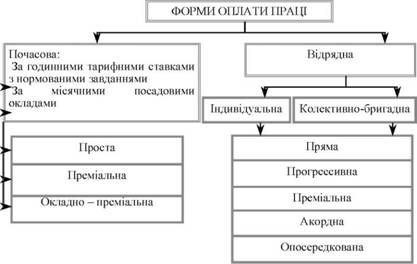 ФОРМИ ОПЛАТИ ПРАЦІ
Почасова:
За годинними тарифними ставками
з нормованими завданнями
За місячними посадовими
окладами
Відрядна
Індивідуальна
Колективно-бригадна
Проста
Преміальна
Окладно – преміальна
Пряма
Прогрессивна
Преміальна
Акордна
Опосередкована